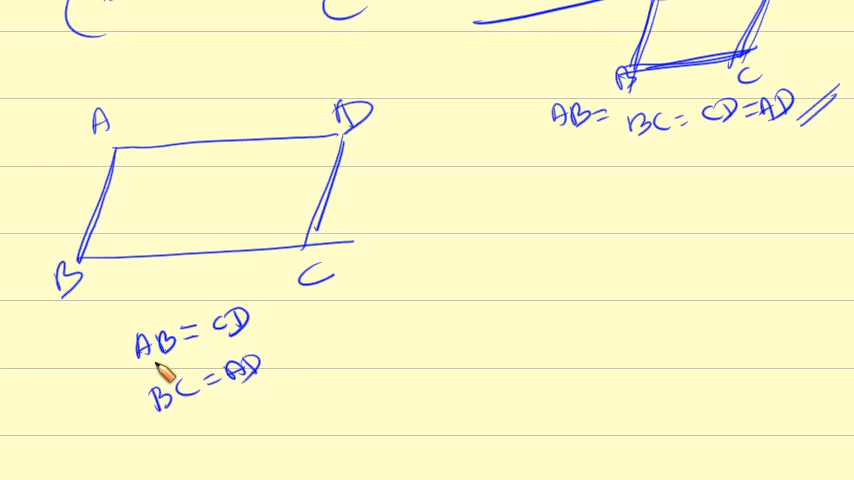 C
AB = BC = CD = AD
A D
B C
AB = CD
BC = AD